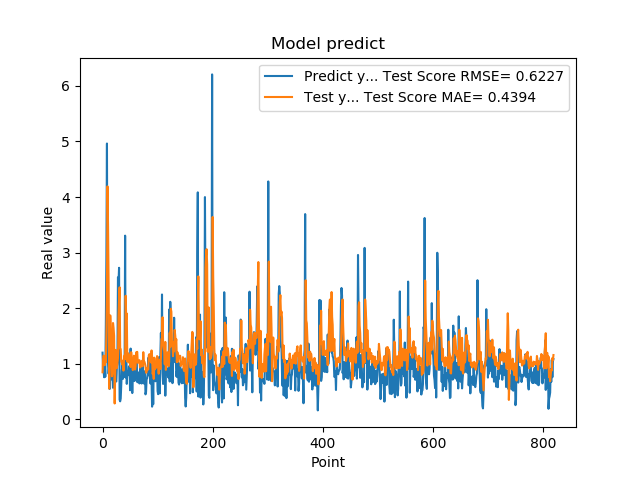 Model predict
Predict y... Test Score RMSE= 0.6227
Test y... Test Score MAE= 0.4394
Real value
6
5
4
3
2
1
0
0 200 400 600 800
Point